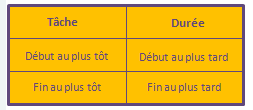 Tâche Durée
Début au plus tôt Début au plus tard
Fin au plus tôt Fin au plus tard